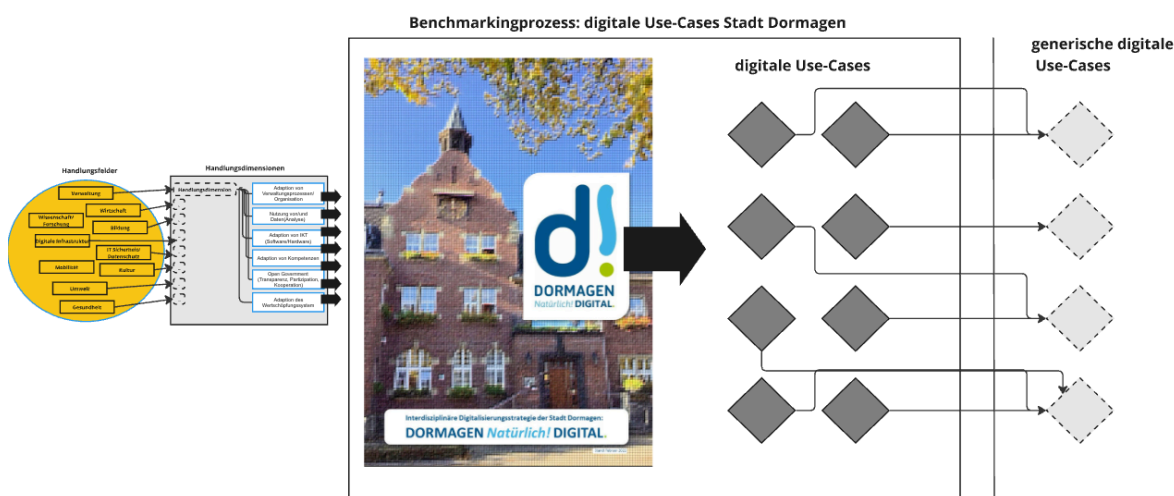 Benchmarkingprozess: digitale Use-Cases Stadt Dormagen
generische digitale
Use-Cases
digitale Use-Cases
Handlungsfelder
Verwaltung
Wirtschaft
Wissenschaft/
Forschung
Bildung
Digitale Infrastruktur
IT Sicherheit/
Datenschutz
Mobilität
Kultur
Umwelt
Gesundheit
Handlungsdimensionen
Handlungsdimension
Adaption von
Verwaltungsprozessen/
Organisation
Nutzung von/und
Daten(Analyse)
Adaption von IKT
(Software/Hardware)
Adaption von Kompetenzen
Open Government
(Transparenz, Partizipation,
Kooperation)
Adaption des
Wertschöpfungssystem
d!
DORMAGEN
Natürlich! DIGITAL.
Interdisziplinäre Digitalisierungsstrategie der Stadt Dormagen:
DORMAGEN Natürlich! DIGITAL.